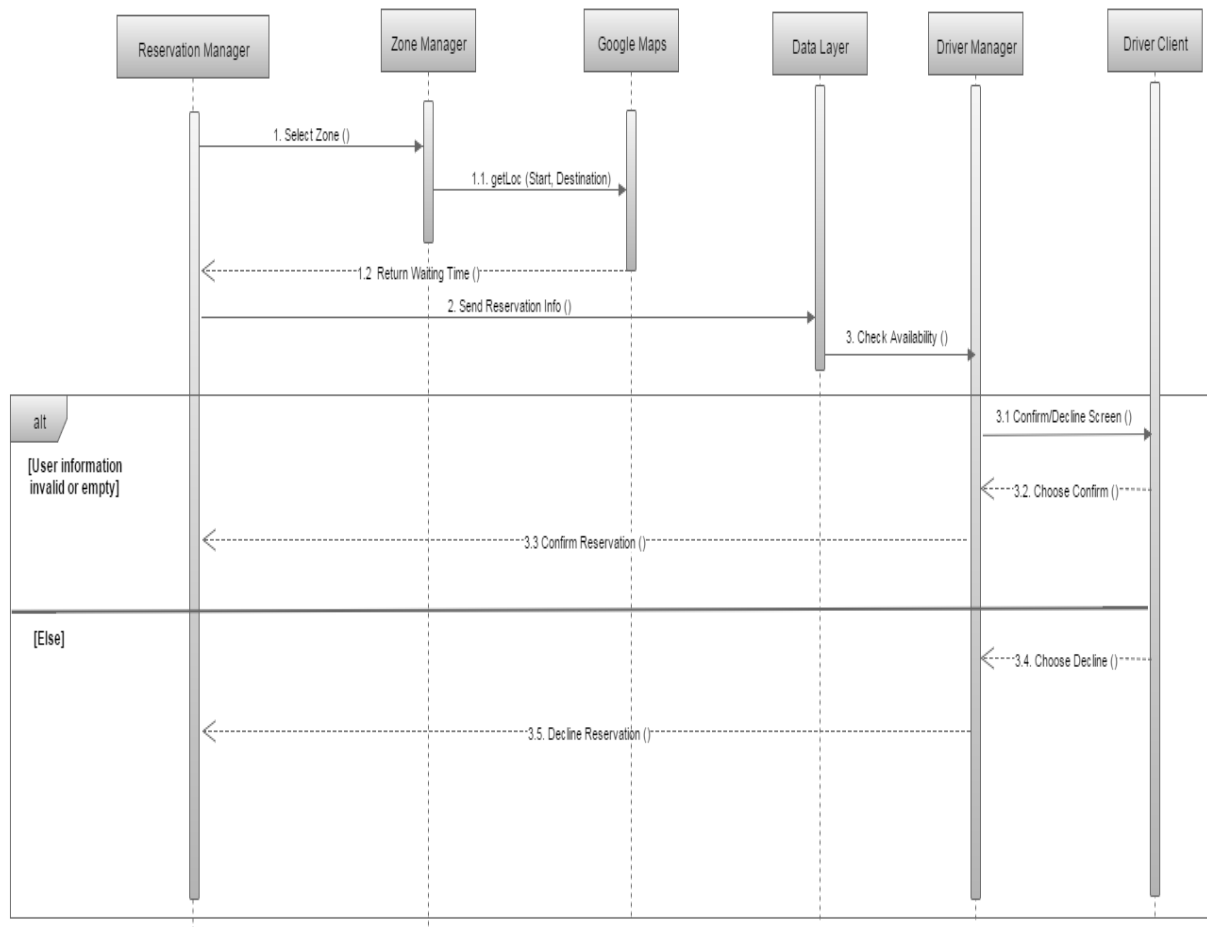 Reservation Manager
Zone Manager
Google Maps
Data Layer
Driver Manager
Driver Client
1. Select Zone ()
1.1. getLoc (Start, Destination)
1.2 Return Waiting Time ()
2. Send Reservation Info ()
3. Check Availability ()
alt
3.1 Confirm/Decline Screen ()
[User information
invalid or empty]
3.2. Choose Confirm ()
3.3 Confirm Reservation ()
[Else]
3.4. Choose Decline ()
3.5. Decline Reservation ()